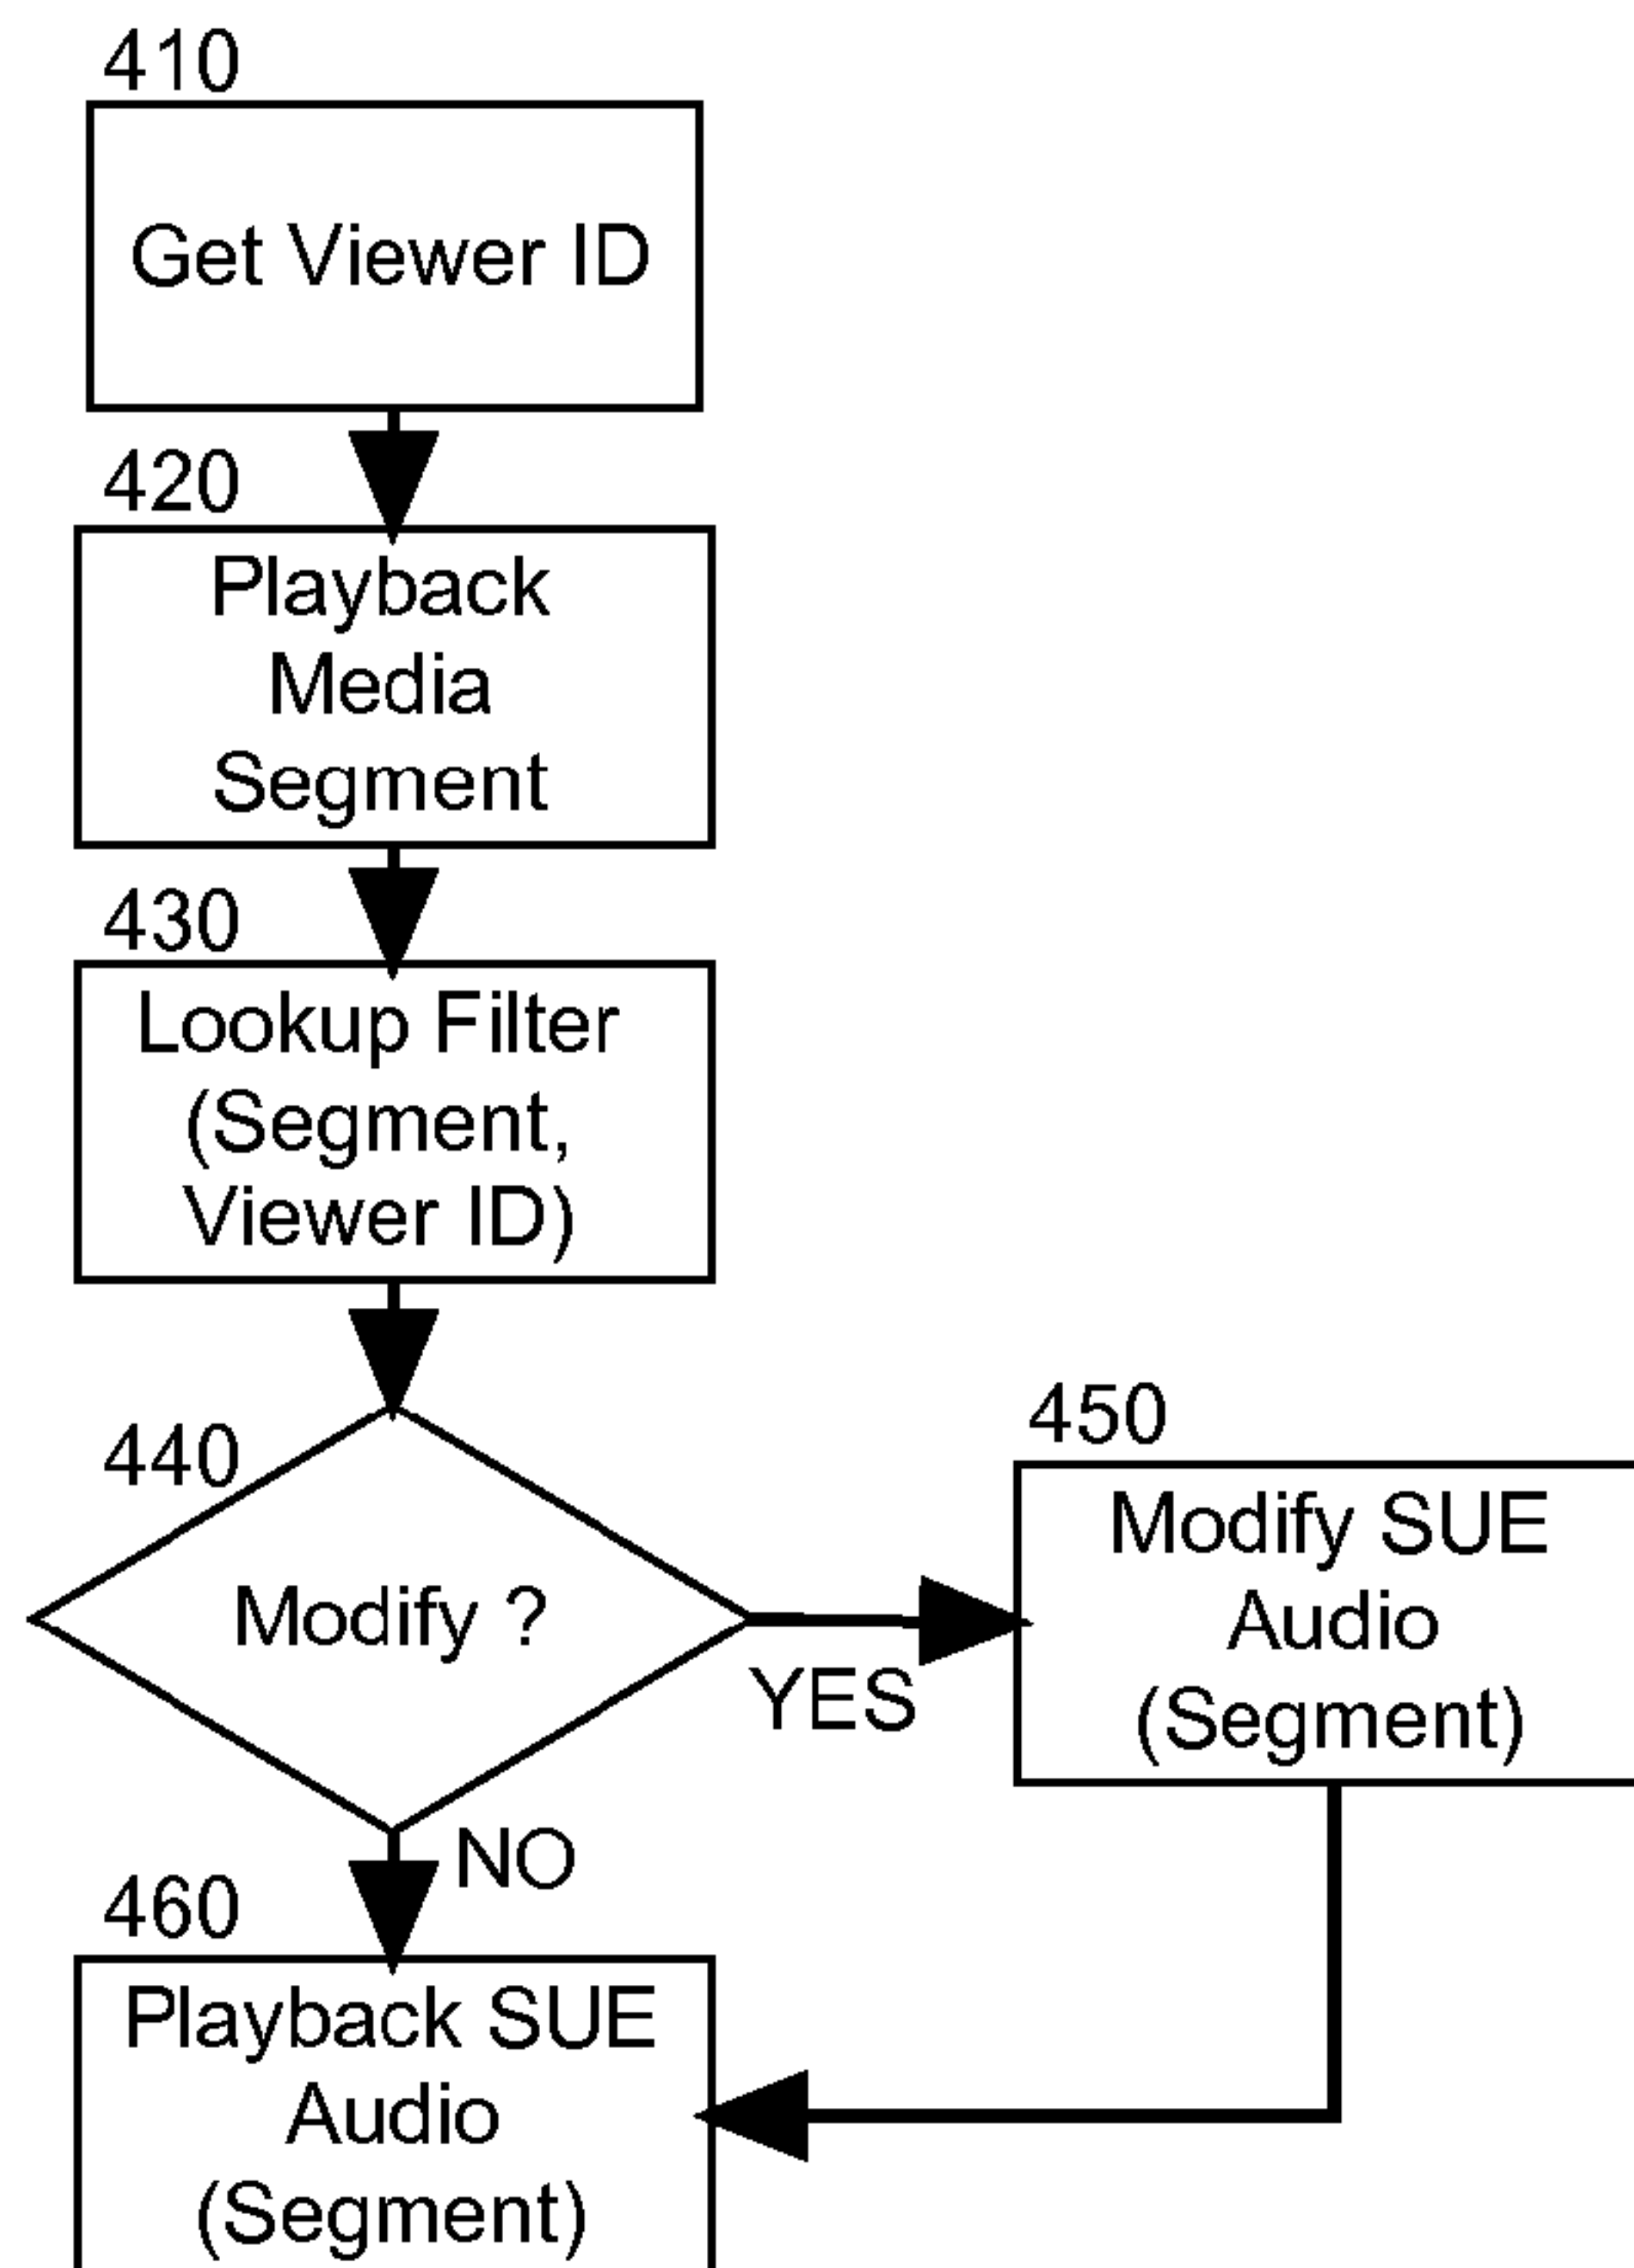 410
Get Viewer ID
420
Playback
Media
Segment
430
Lookup Filter
(Segment,
Viewer ID)
440
Modify ?
YES
NO
450
Modify SUE
Audio
(Segment)
460
Playback SUE
Audio
(Segment)